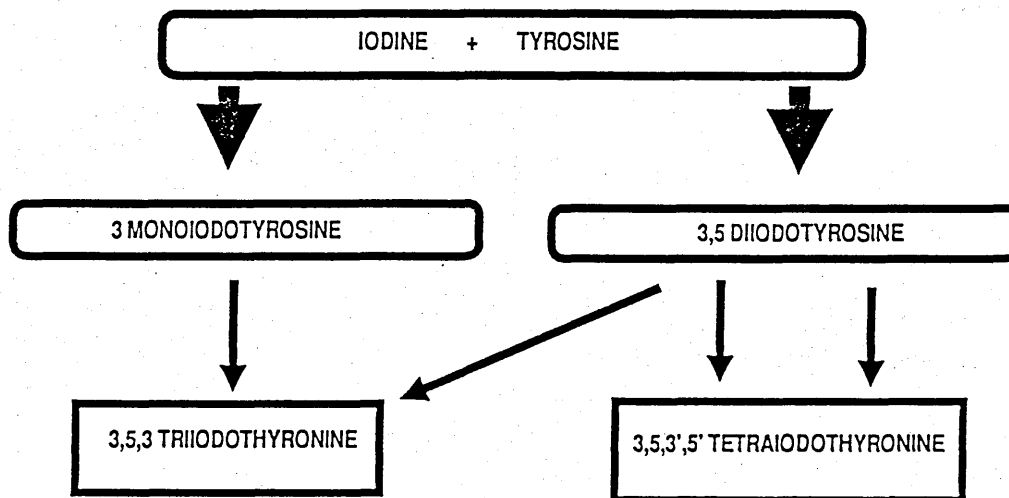 IODINE + TYROSINE
3 MONOIODOTYROSINE
3,5 DIIODOTYROSINE
3,5,3 TRIIODOTHYRONINE
3,5,3',5' TETRAIODOTHYRONINE